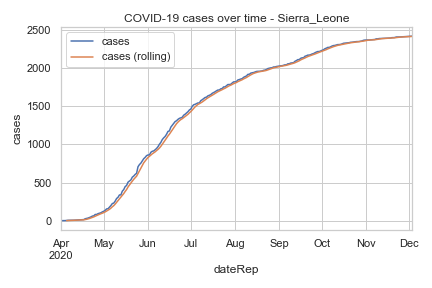 COVID-19 cases over time - Sierra_Leone
cases
cases (rolling)
2500
2000
1500
1000
500
0
cases
Apr May Jun Jul Aug Sep Oct Nov Dec
2020
dateRep